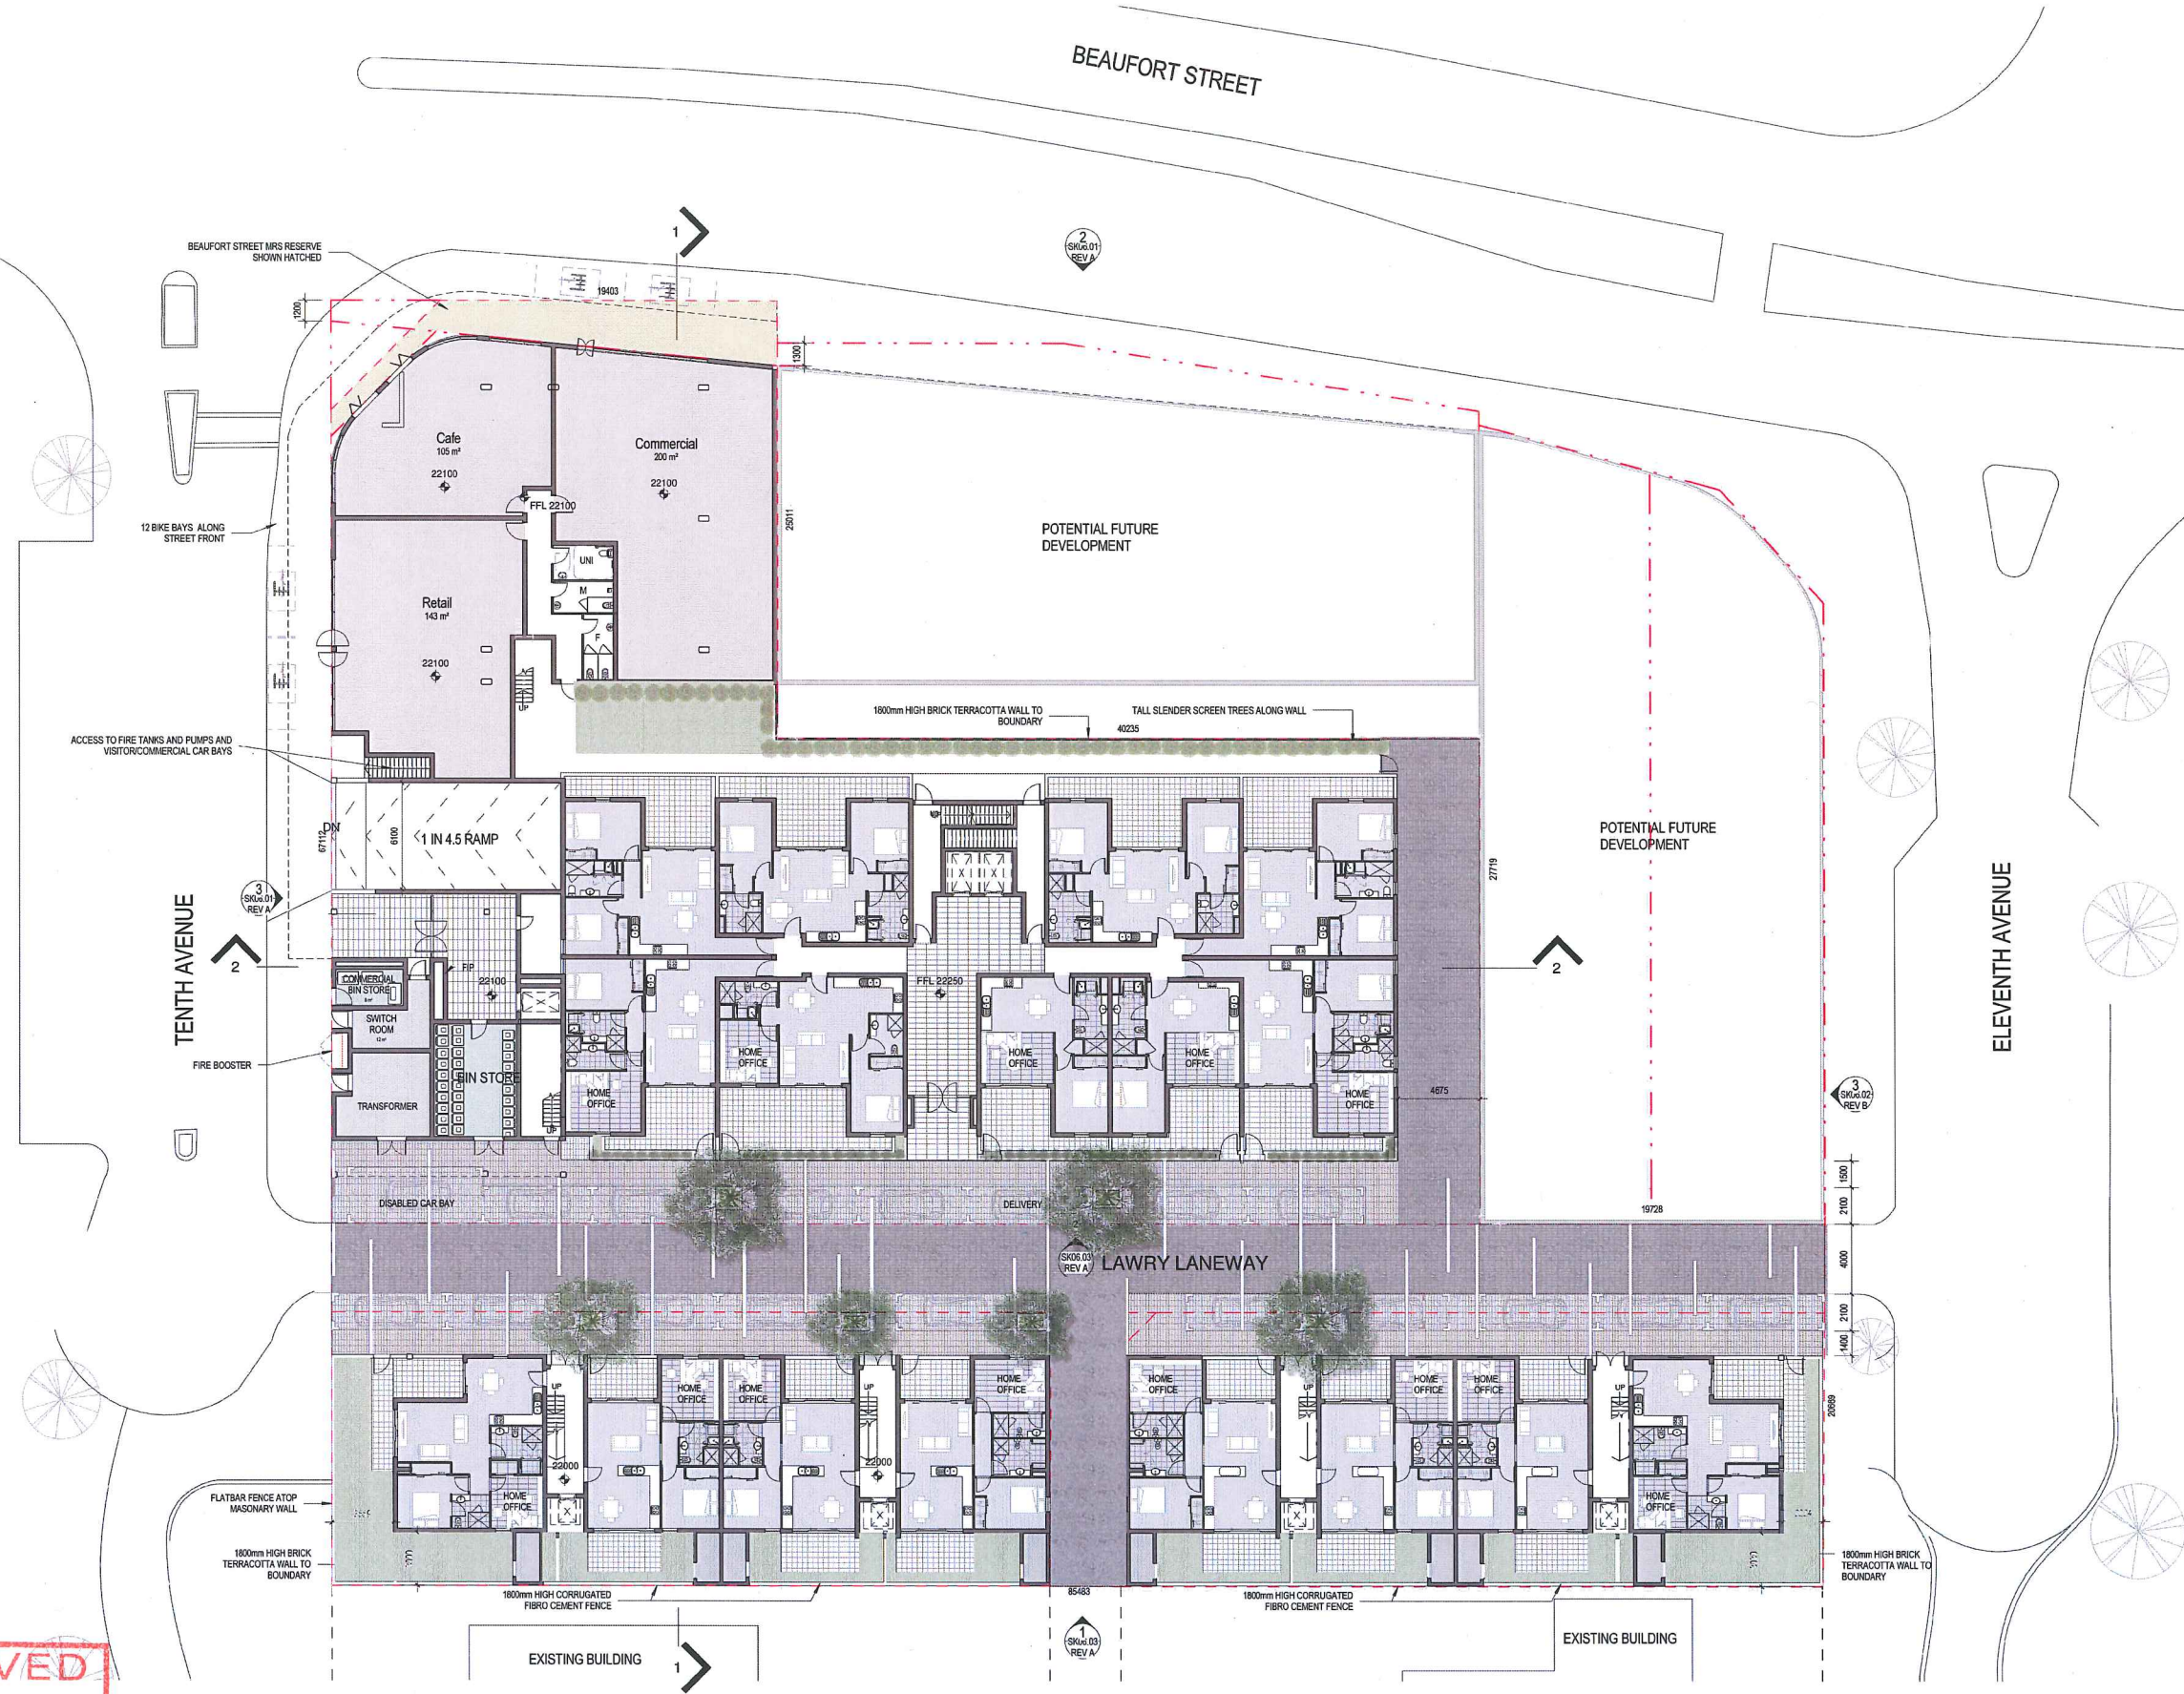 BEAUFORT STREET
1
2
SK06.01
REV A
BEAUFORT STREET MRS RESERVE
SHOWN HATCHED
19403
1200
1300
Cafe
105 m²
22100
Commercial
200 m²
22100
FFL 22100
12 BIKE BAYS ALONG
STREET FRONT
25011
POTENTIAL FUTURE
DEVELOPMENT
UNI
M
F
Retail
143 m²
22100
UP
1800mm HIGH BRICK TERRACOTTA WALL TO
BOUNDARY
TALL SLENDER SCREEN TREES ALONG WALL
40235
ACCESS TO FIRE TANKS AND PUMPS AND
VISITOR/COMMERCIAL CAR BAYS
DN
67112
6100
1 IN 4.5 RAMP
UP
X
X
27719
POTENTIAL FUTURE
DEVELOPMENT
TENTH AVENUE
ELEVENTH AVENUE
3
SK06.01
REV A
2
2
COMMERCIAL
BIN STORE
FIP
22100
X
FFL 22250
SWITCH
ROOM
12 m²
FIRE BOOSTER
TRANSFORMER
BIN STORE
UP
HOME
OFFICE
HOME
OFFICE
HOME
OFFICE
HOME
OFFICE
HOME
OFFICE
4675
3
SK06.02
REV B
DISABLED CAR BAY
DELIVERY
19728
1500
2100
4000
2100
1400
SK06.03
REV A
LAWRY LANEWAY
UP
HOME
OFFICE
HOME
OFFICE
UP
HOME
OFFICE
HOME
OFFICE
UP
HOME
OFFICE
HOME
OFFICE
UP
20699
22000
22000
HOME
OFFICE
HOME
OFFICE
X
X
X
X
FLATBAR FENCE ATOP
MASONARY WALL
1800mm HIGH BRICK
TERRACOTTA WALL TO
BOUNDARY
1800mm HIGH CORRUGATED
FIBRO CEMENT FENCE
85483
1800mm HIGH CORRUGATED
FIBRO CEMENT FENCE
1800mm HIGH BRICK
TERRACOTTA WALL TO
BOUNDARY
1
SK06.03
REV A
EXISTING BUILDING
EXISTING BUILDING
1
VED